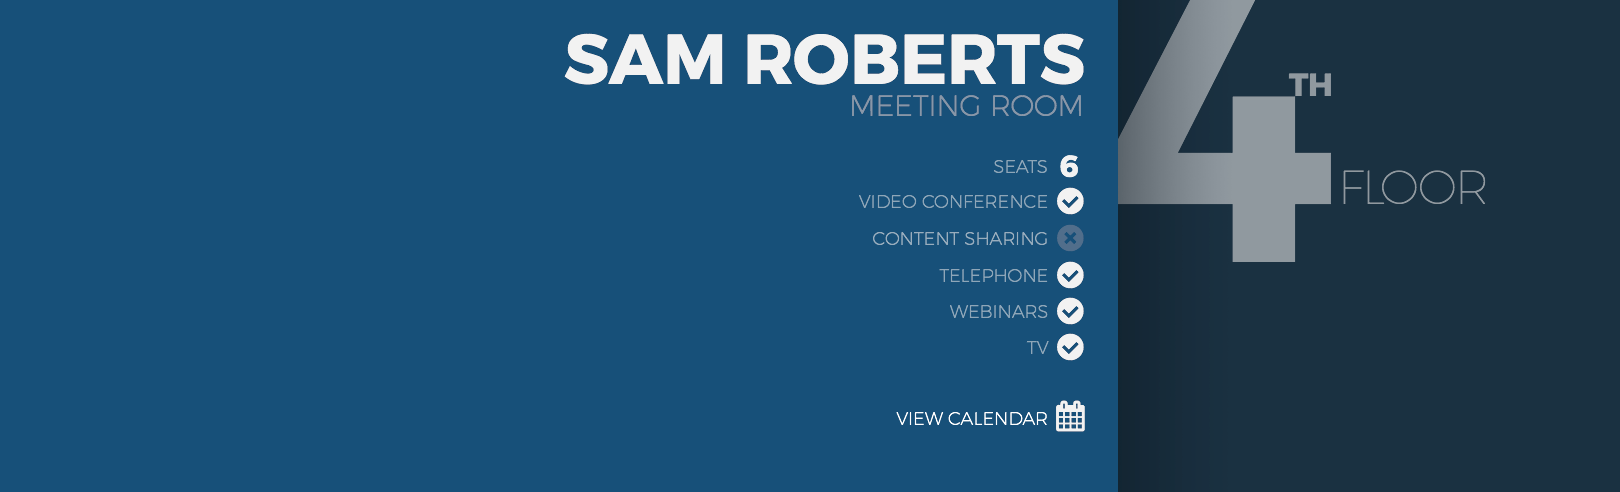 SAM ROBERTS
MEETING ROOM
SEATS 6
VIDEO CONFERENCE
CONTENT SHARING
TELEPHONE
WEBINARS
TV
VIEW CALENDAR
4TH
FLOOR